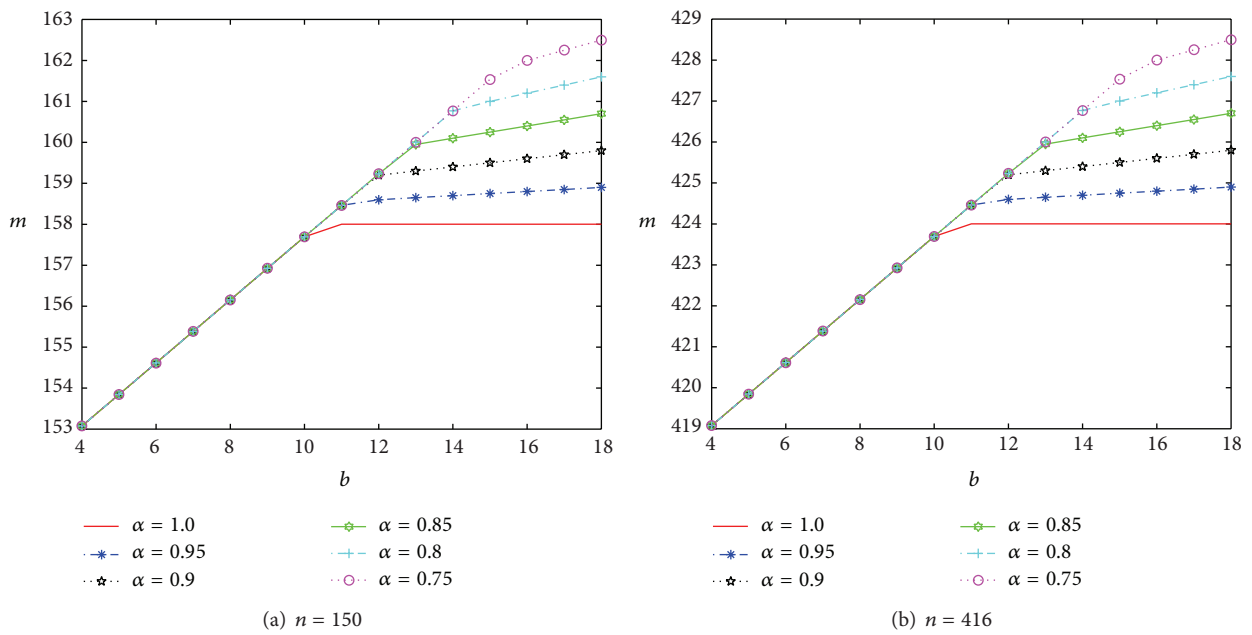 163
162
161
160
159
158
157
156
155
154
153
m
4 6 8 10 12 14 16 18
b
α = 1.0
α = 0.95
α = 0.9
α = 0.85
α = 0.8
α = 0.75
(a) n = 150
429
428
427
426
425
424
423
422
421
420
419
m
4 6 8 10 12 14 16 18
b
α = 1.0
α = 0.95
α = 0.9
α = 0.85
α = 0.8
α = 0.75
(b) n = 416